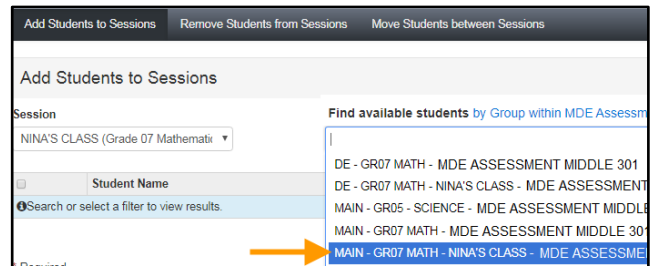 Add Students to Sessions Remove Students from Sessions Move Students between Sessions
Add Students to Sessions
Session
NINA'S CLASS (Grade 07 Mathematic
Find available students by Group within MDE Assessm
DE - GR07 MATH - MDE ASSESSMENT MIDDLE 301
DE - GR07 MATH - NINA'S CLASS - MDE ASSESSMENT
MAIN - GR05 - SCIENCE - MDE ASSESSMENT MIDDLE
MAIN - GR07 MATH - MDE ASSESSMENT MIDDLE 301
MAIN - GR07 MATH - NINA'S CLASS - MDE ASSESSME
Student Name
Search or select a filter to view results.
* Required